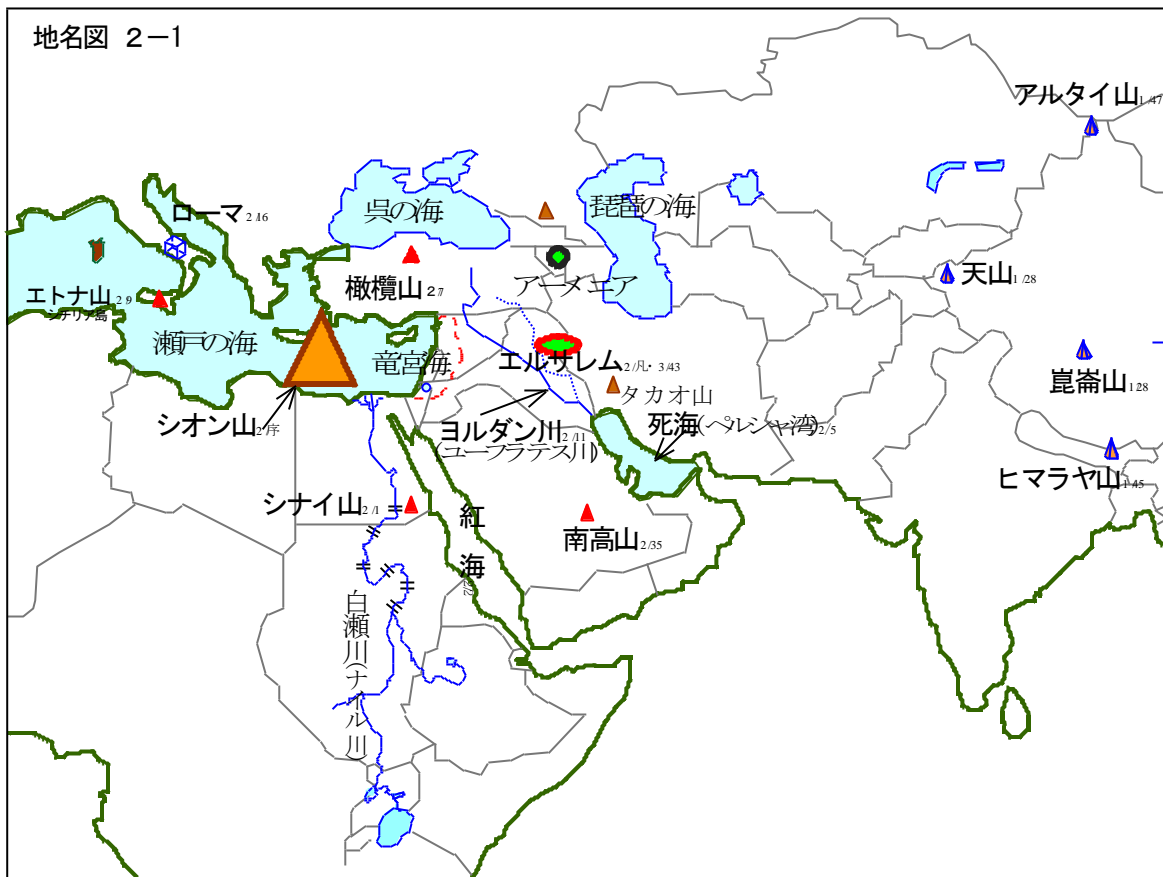 地名図 2－1
アルタイ山1/47
ローマ2/16
呉の海
琵琶の海
天山1/28
エトナ山2/9
シチリア島
橄欖山2/7
アーメニア
瀬戸の海
竜宮海
エルサレム2/凡・3/43
崑崙山128
タカオ山
シオン山2/序
ヨルダン川2/11
(ユーフラテス川)
死海(ペルシャ湾)2/5
ヒマラヤ山1/45
シナイ山2/1
紅海2/2
南高山2/35
白瀬川(ナイル川)